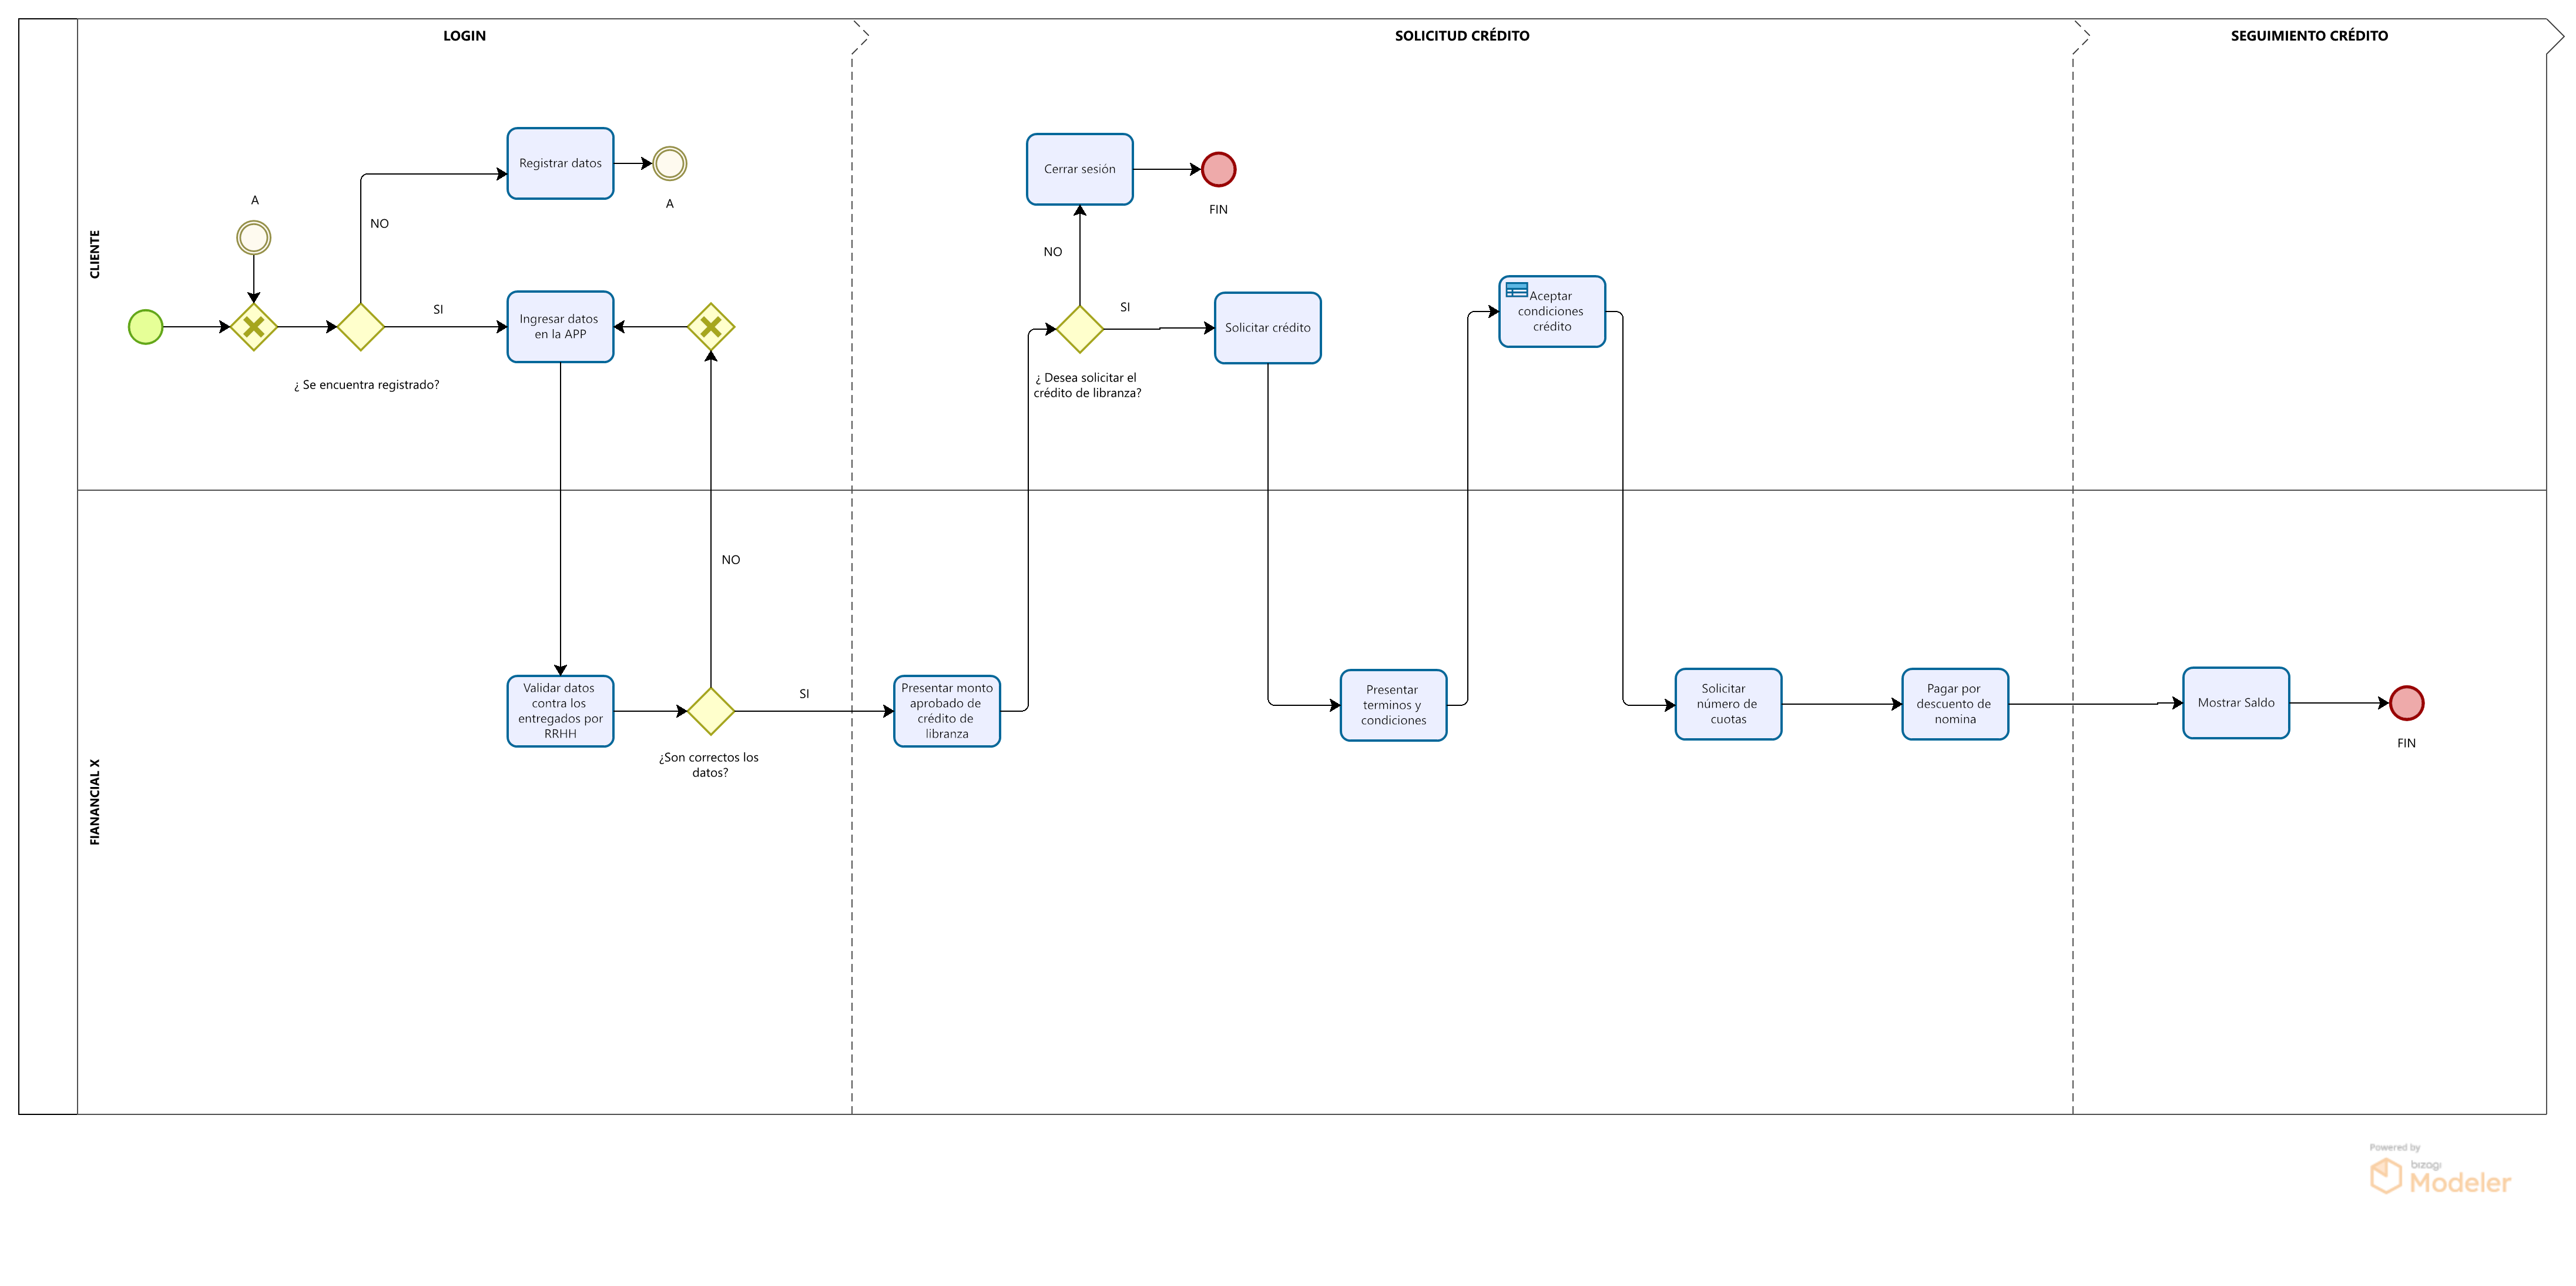 LOGIN
SOLICITUD CRÉDITO
SEGUIMIENTO CRÉDITO
CLIENTE
A
NO
Registrar datos
A
SI
Ingresar datos
en la APP
¿ Se encuentra registrado?
Cerrar sesión
FIN
NO
SI
Solicitar crédito
¿ Desea solicitar el
crédito de libranza?
Aceptar
condiciones
crédito
FIANANCIAL X
NO
Validar datos
contra los
entregados por
RRHH
SI
¿Son correctos los
datos?
Presentar monto
aprobado de
crédito de
libranza
Presentar
terminos y
condiciones
Solicitar
número de
cuotas
Pagar por
descuento de
nomina
Mostrar Saldo
FIN
Powered by
bizagi
Modeler